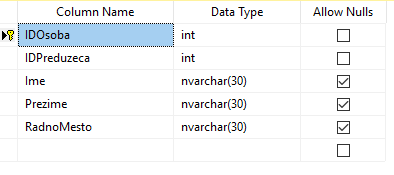 Column Name Data Type Allow Nulls
IDOsoba int
IDPreduzeca int
Ime nvarchar(30)
Prezime nvarchar(30)
RadnoMesto nvarchar(30)